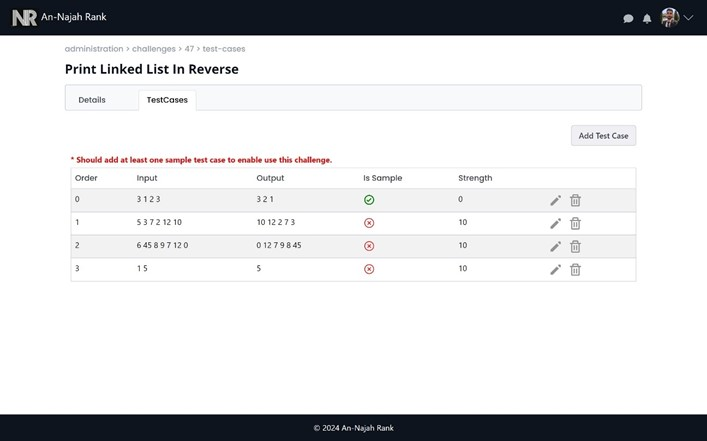 NR An-Najah Rank
administration > challenges > 47 > test-cases
Print Linked List In Reverse
Details TestCases
Add Test Case
* Should add at least one sample test case to enable use this challenge.
Order Input Output Is Sample Strength
0 3 1 2 3 3 2 1 0
1 5 3 7 2 12 10 10 12 2 7 3 10
2 6 45 8 9 7 12 0 0 12 7 9 8 45 10
3 1 5 5 10
© 2024 An-Najah Rank